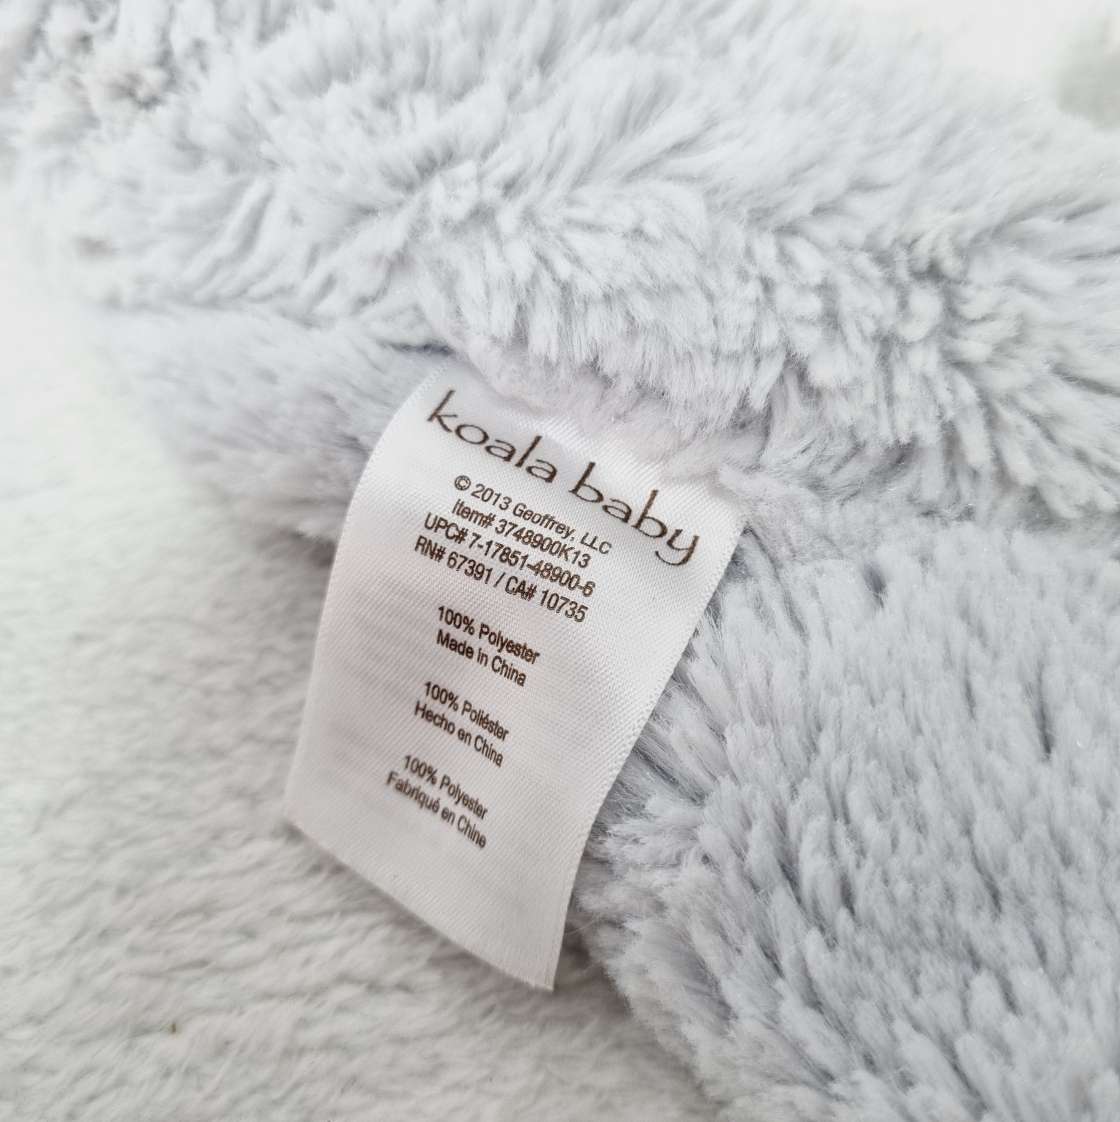 koala baby
© 2013 Geoffrey, LLC
Item# 3748900K13
UPC# 7-17851-48900-6
RN# 67391 / CA# 10735
100% Polyester
Made in China
100% Poliéster
Hecho en China
100% Polyester
Fabriqué en Chine